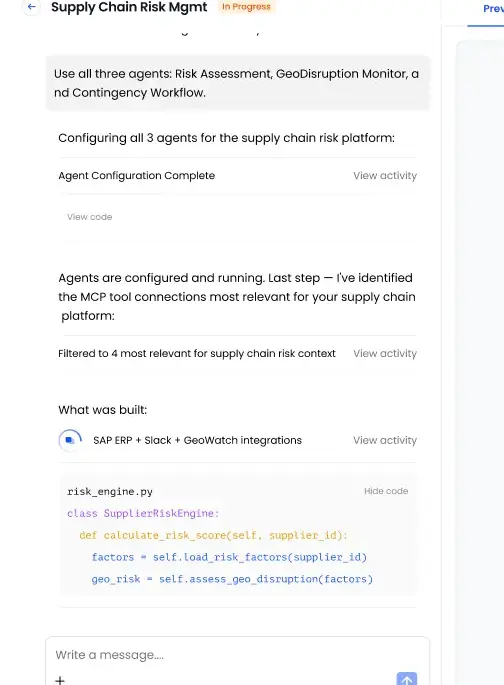 Supply Chain Risk Mgmt In Progress
Prev
Use all three agents: Risk Assessment, GeoDisruption Monitor, a
nd Contingency Workflow.
Configuring all 3 agents for the supply chain risk platform:
Agent Configuration Complete View activity
View code
Agents are configured and running. Last step — I've identified
the MCP tool connections most relevant for your supply chain
platform:
Filtered to 4 most relevant for supply chain risk context View activity
What was built:
SAP ERP + Slack + GeoWatch integrations View activity
risk_engine.py Hide code
class SupplierRiskEngine:
def calculate_risk_score(self, supplier_id):
factors = self.load_risk_factors(supplier_id)
geo_risk = self.assess_geo_disruption(factors)
Write a message....
+